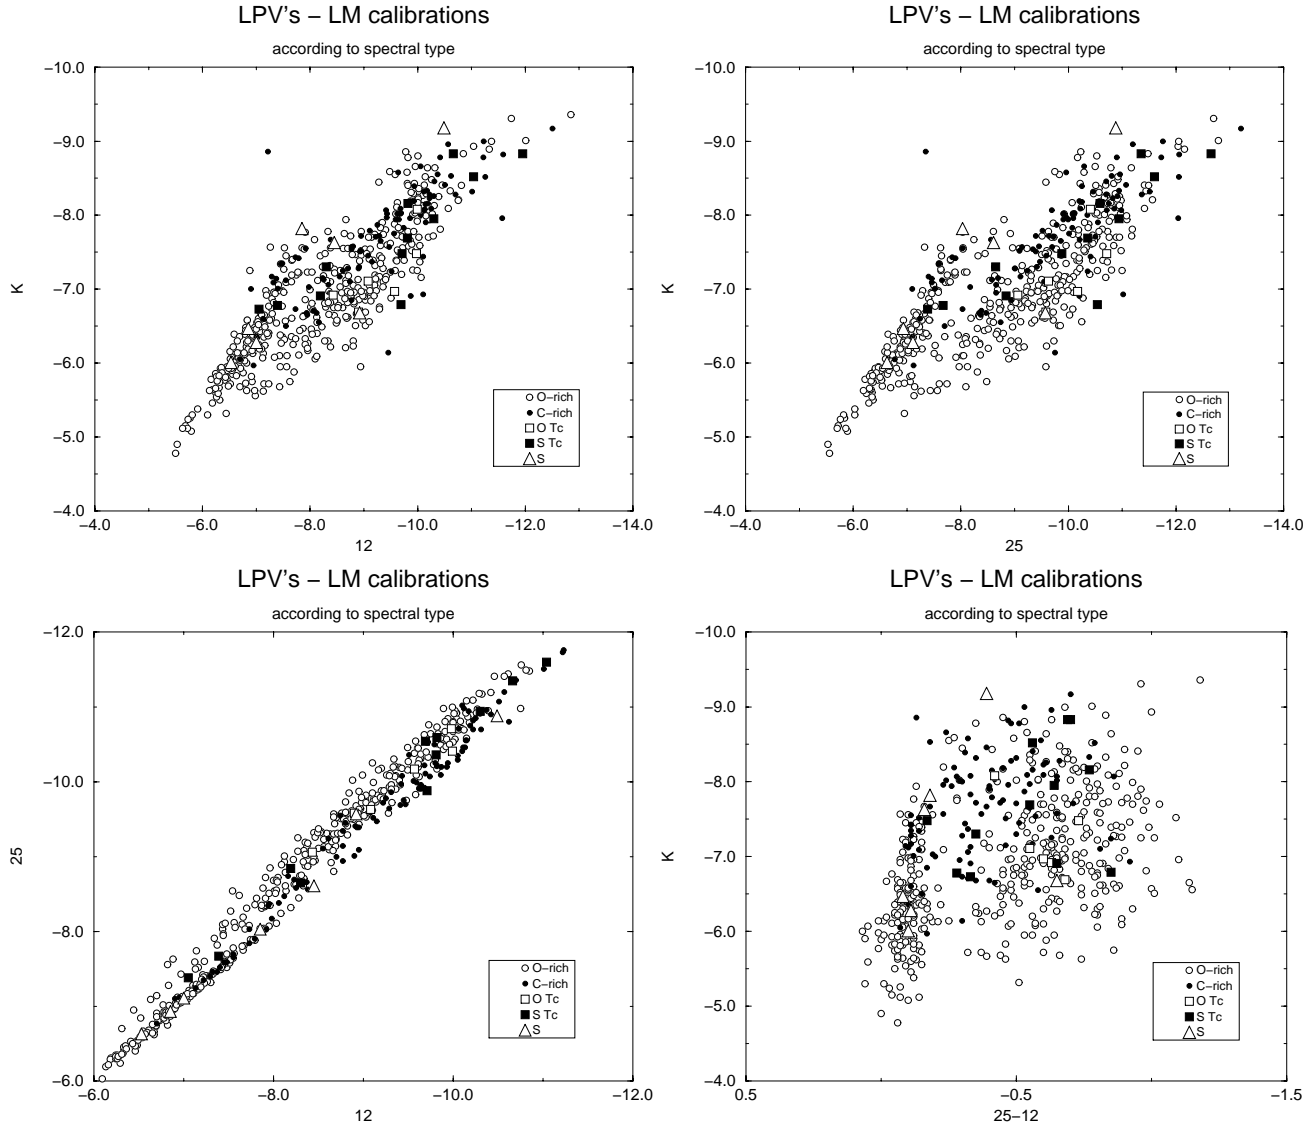 LPV's – LM calibrations
according to spectral type
–10.0
–9.0
–8.0
–7.0
–6.0
–5.0
–4.0
K
–4.0 –6.0 –8.0 –10.0 –12.0 –14.0
12
O–rich
C–rich
O Tc
S Tc
S
LPV's – LM calibrations
according to spectral type
–10.0
–9.0
–8.0
–7.0
–6.0
–5.0
–4.0
K
–4.0 –6.0 –8.0 –10.0 –12.0 –14.0
25
O–rich
C–rich
O Tc
S Tc
S
LPV's – LM calibrations
according to spectral type
–12.0
–10.0
–8.0
–6.0
25
–6.0 –8.0 –10.0 –12.0
12
O–rich
C–rich
O Tc
S Tc
S
LPV's – LM calibrations
according to spectral type
–10.0
–9.0
–8.0
–7.0
–6.0
–5.0
–4.0
K
0.5 –0.5 –1.5
25–12
O–rich
C–rich
O Tc
S Tc
S